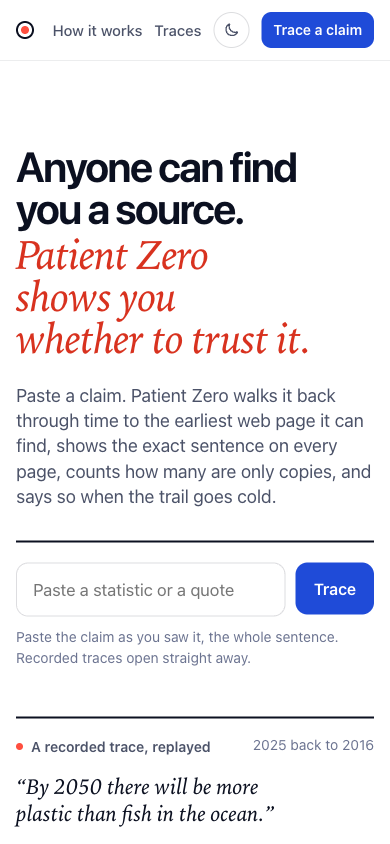 How it works Traces Trace a claim
Anyone can find
you a source.
Patient Zero
shows you
whether to trust it.
Paste a claim. Patient Zero walks it back
through time to the earliest web page it can
find, shows the exact sentence on every
page, counts how many are only copies, and
says so when the trail goes cold.
Paste a statistic or a quote Trace
Paste the claim as you saw it, the whole sentence.
Recorded traces open straight away.
A recorded trace, replayed 2025 back to 2016
“By 2050 there will be more
plastic than fish in the ocean.”